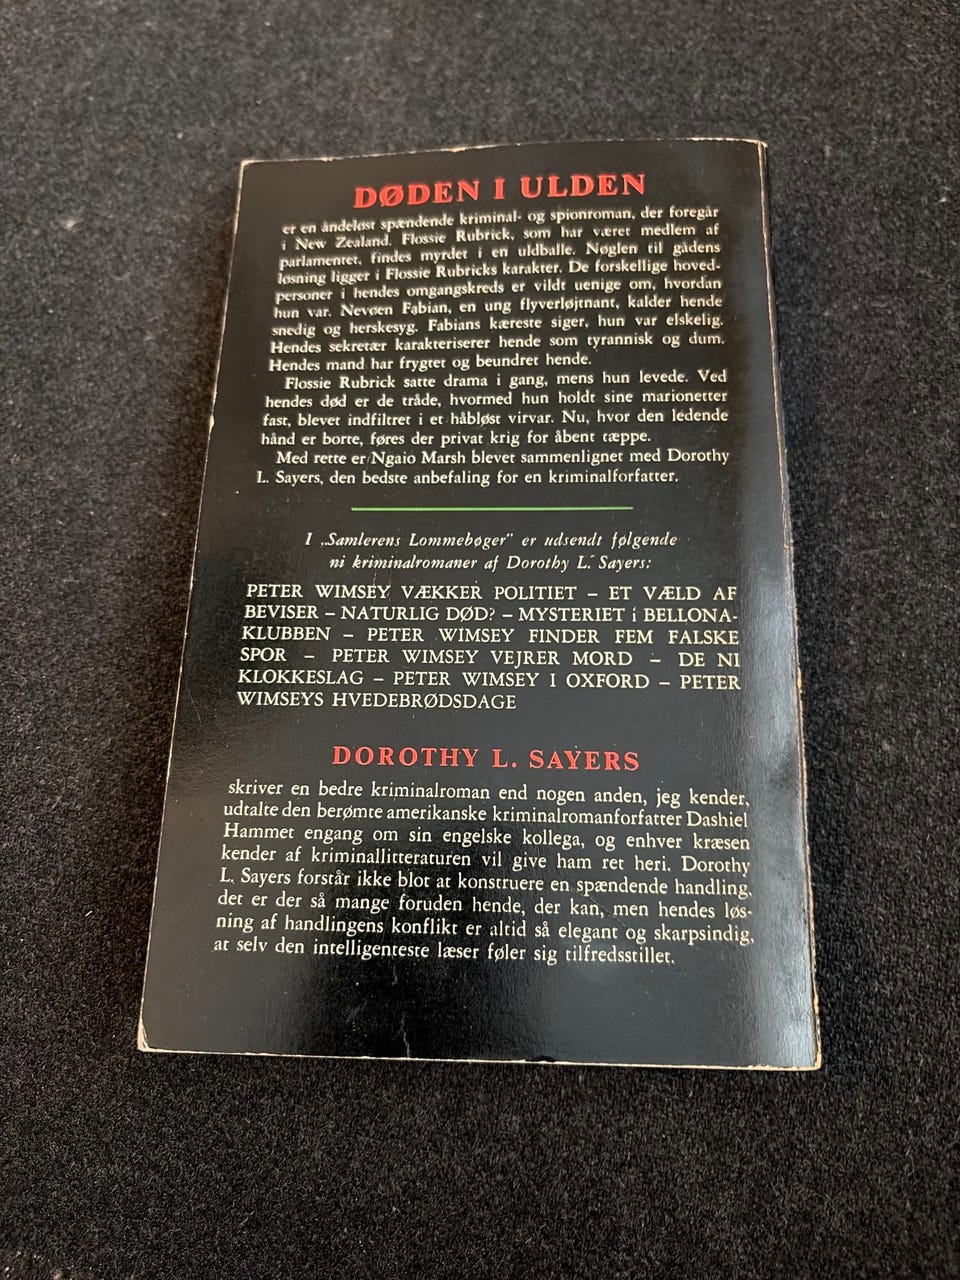 DØDEN I ULDEN
er en åndeløst spændende kriminal- og spionroman, der foregår
i New Zealand. Flossie Rubrick, som har været medlem af
parlamentet, findes myrdet i en uldballe. Nøglen til gådens
løsning ligger i Flossie Rubricks karakter. De forskellige hoved-
personer i hendes omgangskreds er vildt uenige om, hvordan
hun var. Nevøen Fabian, en ung flyverløjtnant, kalder hende
snedig og herskesyg. Fabians kæreste siger, hun var elskelig.
Hendes sekretær karakteriserer hende som tyrannisk og dum.
Hendes mand har frygtet og beundret hende.
Flossie Rubrick satte drama i gang, mens hun levede. Ved
hendes død er de tråde, hvormed hun holdt sine marionetter
fast, blevet indfiltret i et håbløst virvar. Nu, hvor den ledende
hånd er borte, føres der privat krig for åbent tæppe.
Med rette er Ngaio Marsh blevet sammenlignet med Dorothy
L. Sayers, den bedste anbefaling for en kriminalforfatter.
I „Samlerens Lommebøger" er udsendt følgende
ni kriminalromaner af Dorothy L. Sayers:
PETER WIMSEY VÆKKER POLITIET – ET VÆLD AF
BEVISER – NATURLIG DØD? – MYSTERIET i BELLONA-
KLUBBEN – PETER WIMSEY FINDER FEM FALSKE
SPOR – PETER WIMSEY VEJRER MORD – DE NI
KLOKKESLAG – PETER WIMSEY I OXFORD – PETER
WIMSEYS HVEDEBRØDSDAGE
DOROTHY L. SAYERS
skriver en bedre kriminalroman end nogen anden, jeg kender,
udtalte den berømte amerikanske kriminalromanforfatter Dashiel
Hammet engang om sin engelske kollega, og enhver kræsen
kender af kriminallitteraturen vil give ham ret heri. Dorothy
L. Sayers forstår ikke blot at konstruere en spændende handling,
det er der så mange foruden hende, der kan, men hendes løs-
ning af handlingens konflikt er altid så elegant og skarpsindig,
at selv den intelligenteste læser føler sig tilfredsstillet.